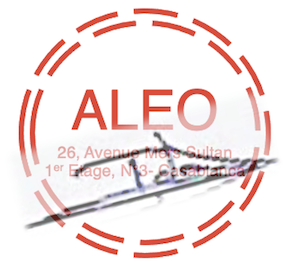 ALEO
26, Avenue Mers Sultan
1er Etage, N°3- Casablanca